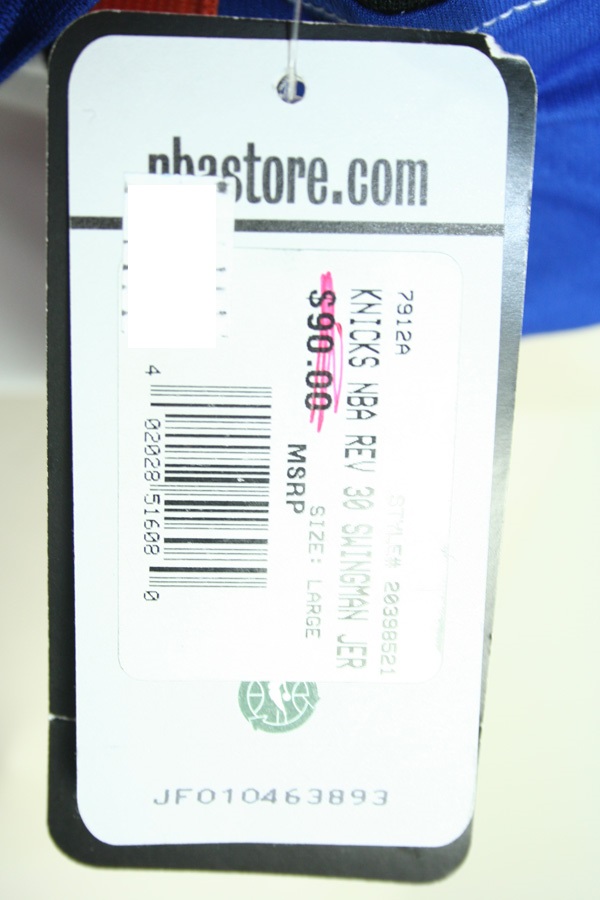 nbastore.com
7912A
STYLE# 20398521
KNICKS NBA REV 30 SWINGMAN JER
SIZE: LARGE
$90.00
MSRP
4 02028 51608 0
JF010463893